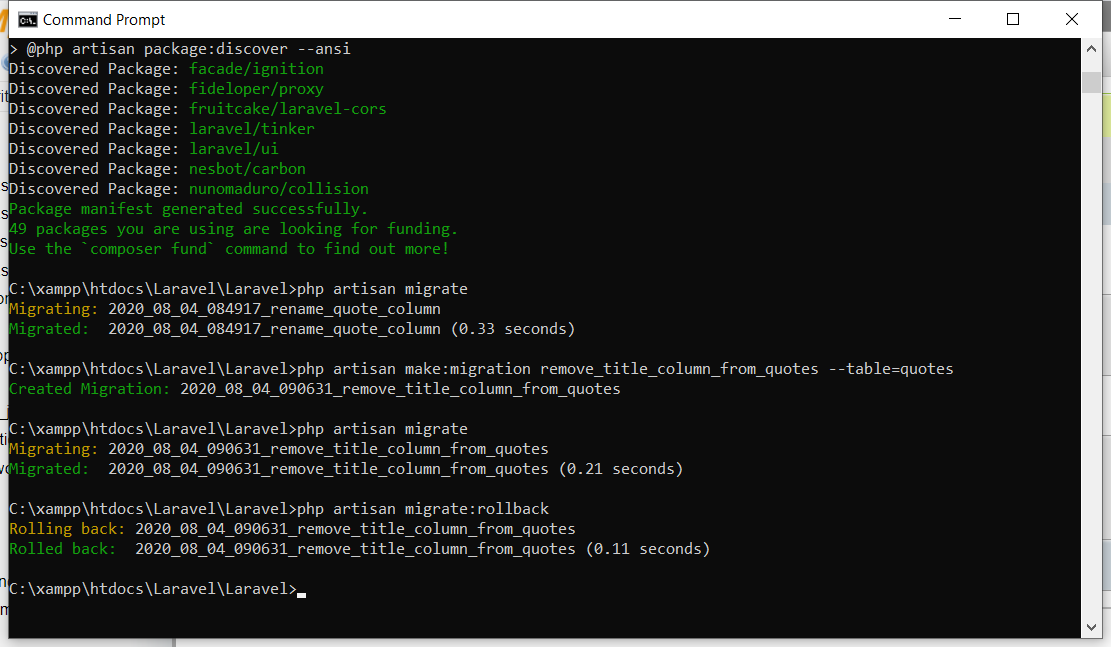 Command Prompt
> @php artisan package:discover --ansi
Discovered Package: facade/ignition
Discovered Package: fideloper/proxy
Discovered Package: fruitcake/laravel-cors
Discovered Package: laravel/tinker
Discovered Package: laravel/ui
Discovered Package: nesbot/carbon
Discovered Package: nunomaduro/collision
Package manifest generated successfully.
49 packages you are using are looking for funding.
Use the `composer fund` command to find out more!
C:\xampp\htdocs\Laravel\Laravel>php artisan migrate
Migrating: 2020_08_04_084917_rename_quote_column
Migrated:  2020_08_04_084917_rename_quote_column (0.33 seconds)
C:\xampp\htdocs\Laravel\Laravel>php artisan make:migration remove_title_column_from_quotes --table=quotes
Created Migration: 2020_08_04_090631_remove_title_column_from_quotes
C:\xampp\htdocs\Laravel\Laravel>php artisan migrate
Migrating: 2020_08_04_090631_remove_title_column_from_quotes
Migrated:  2020_08_04_090631_remove_title_column_from_quotes (0.21 seconds)
C:\xampp\htdocs\Laravel\Laravel>php artisan migrate:rollback
Rolling back: 2020_08_04_090631_remove_title_column_from_quotes
Rolled back:  2020_08_04_090631_remove_title_column_from_quotes (0.11 seconds)
C:\xampp\htdocs\Laravel\Laravel>